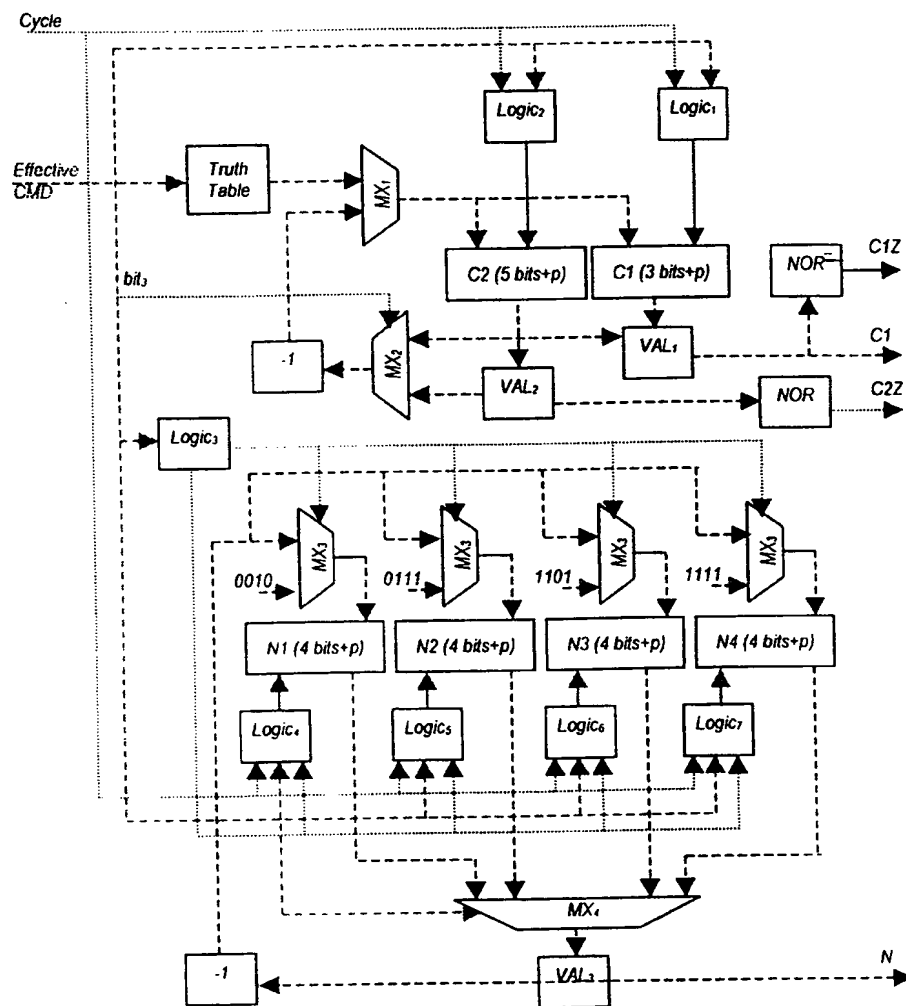 Cycle
Logic₂
Logic₁
Effective
CMD
Truth
Table
MX₁
C2 (5 bits+p)
C1 (3 bits+p)
NOR
C1Z
bit₃
MX₂
-1
VAL₁
C1
VAL₂
NOR
C2Z
Logic₃
MX₃
MX₃
MX₃
MX₃
0010
0111
1101
1111
N1 (4 bits+p)
N2 (4 bits+p)
N3 (4 bits+p)
N4 (4 bits+p)
Logic₄
Logic₅
Logic₆
Logic₇
MX₄
-1
VAL₃
N